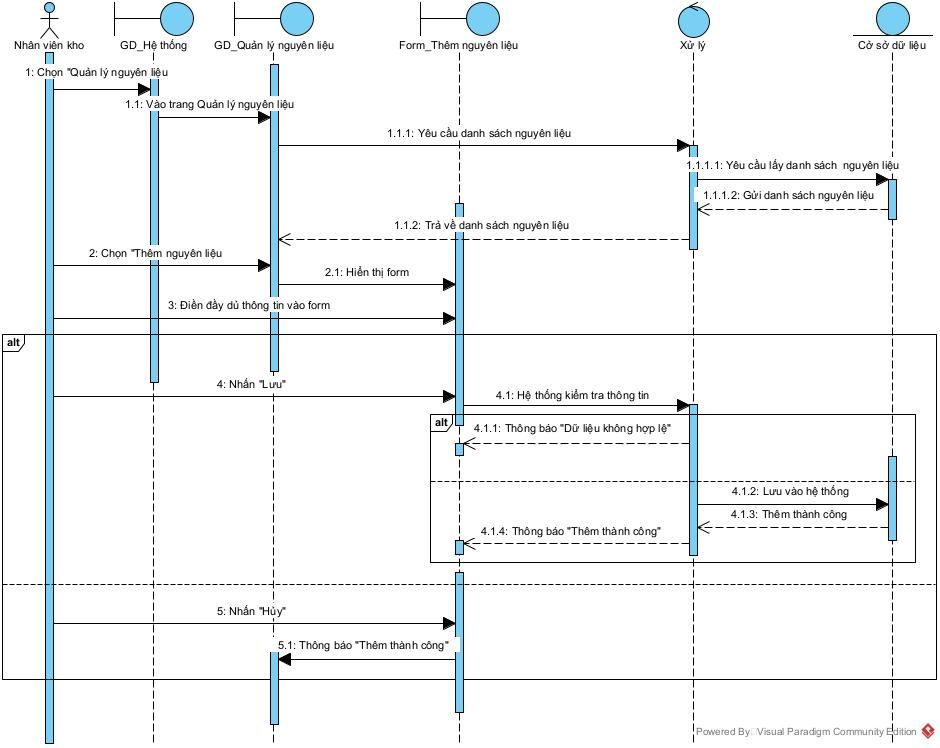 Nhân viên kho
GD_Hệ thống
GD_Quản lý nguyên liệu
Form_Thêm nguyên liệu
Xử lý
Cở sở dữ liệu
1: Chọn "Quản lý nguyên liệu
1.1: Vào trang Quản lý nguyên liệu
1.1.1: Yêu cầu danh sách nguyên liệu
1.1.1.1: Yêu cầu lấy danh sách nguyên liệu
1.1.1.2: Gửi danh sách nguyên liệu
1.1.2: Trả về danh sách nguyên liệu
2: Chọn "Thêm nguyên liệu
2.1: Hiển thị form
3: Điền đầy dủ thông tin vào form
alt
4: Nhấn "Lưu"
4.1: Hệ thống kiểm tra thông tin
alt
4.1.1: Thông báo "Dữ liệu không hợp lệ"
4.1.2: Lưu vào hệ thống
4.1.3: Thêm thành công
4.1.4: Thông báo "Thêm thành công"
5: Nhấn "Hủy"
5.1: Thông báo "Thêm thành công"
Powered By Visual Paradigm Community Edition